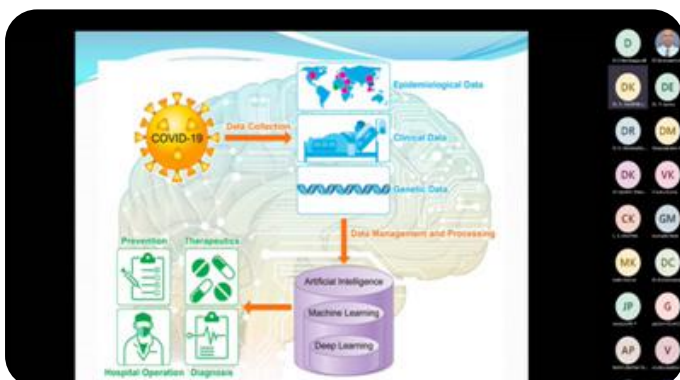 Epidemiological Data
COVID-19
Data Collection
Clinical Data
Genetic Data
Data Management and Processing
Prevention Therapeutics
Artificial Intelligence
Machine Learning
Deep Learning
Hospital Operation Diagnosis
D
DK DE
DR DM
DK VK
CK GM
MK DC
JP G
AP V